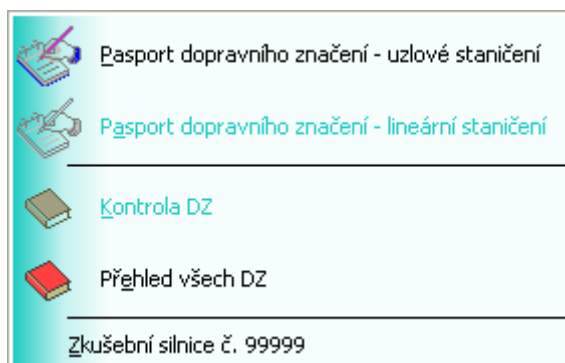 Pasport dopravního značení - uzlové staničení
Pasport dopravního značení - lineární staničení
Kontrola DZ
Přehled všech DZ
Zkušební silnice č. 99999